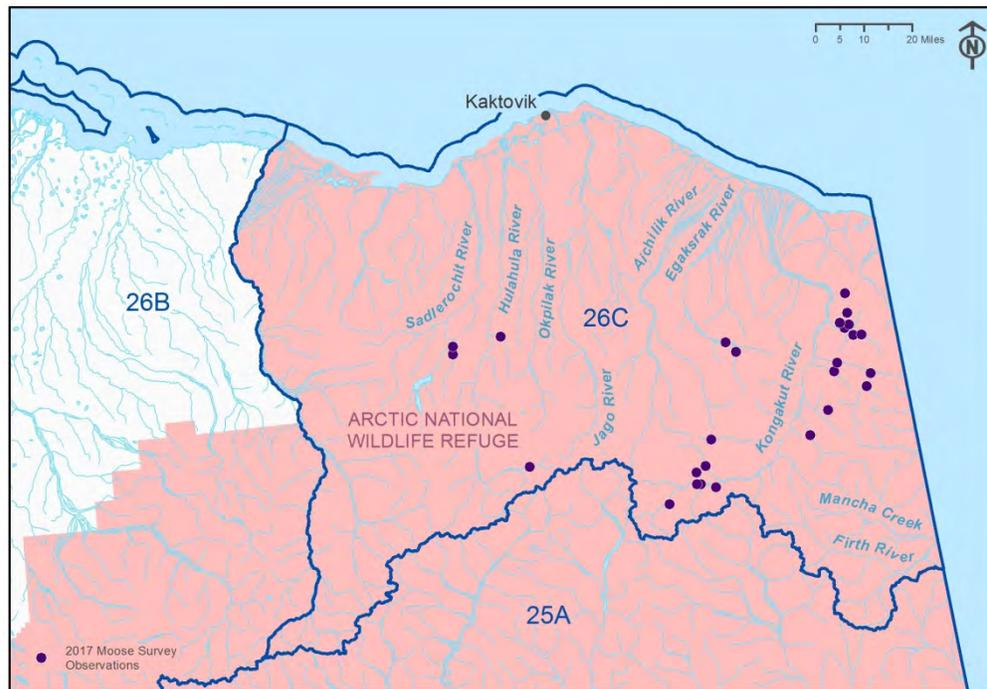 0 5 10 20 Miles
N
Kaktovik
26B
Sadlerochit River
Hulahula River
Okpilak River
26C
Aichilik River
Egaksrak River
Jago River
Kongakut River
ARCTIC NATIONAL
WILDLIFE REFUGE
Mancha Creek
Firth River
25A
2017 Moose Survey
Observations